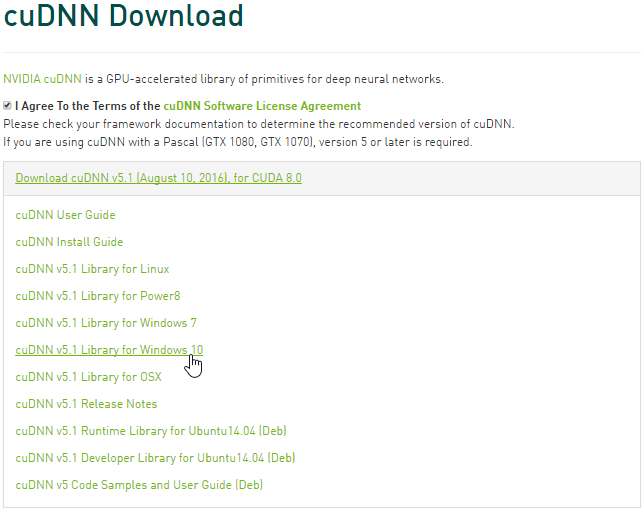 cuDNN Download
NVIDIA cuDNN is a GPU-accelerated library of primitives for deep neural networks.
I Agree To the Terms of the cuDNN Software License Agreement
Please check your framework documentation to determine the recommended version of cuDNN.
If you are using cuDNN with a Pascal (GTX 1080, GTX 1070), version 5 or later is required.
Download cuDNN v5.1 (August 10, 2016), for CUDA 8.0
cuDNN User Guide
cuDNN Install Guide
cuDNN v5.1 Library for Linux
cuDNN v5.1 Library for Power8
cuDNN v5.1 Library for Windows 7
cuDNN v5.1 Library for Windows 10
cuDNN v5.1 Library for OSX
cuDNN v5.1 Release Notes
cuDNN v5.1 Runtime Library for Ubuntu14.04 (Deb)
cuDNN v5.1 Developer Library for Ubuntu14.04 (Deb)
cuDNN v5 Code Samples and User Guide (Deb)